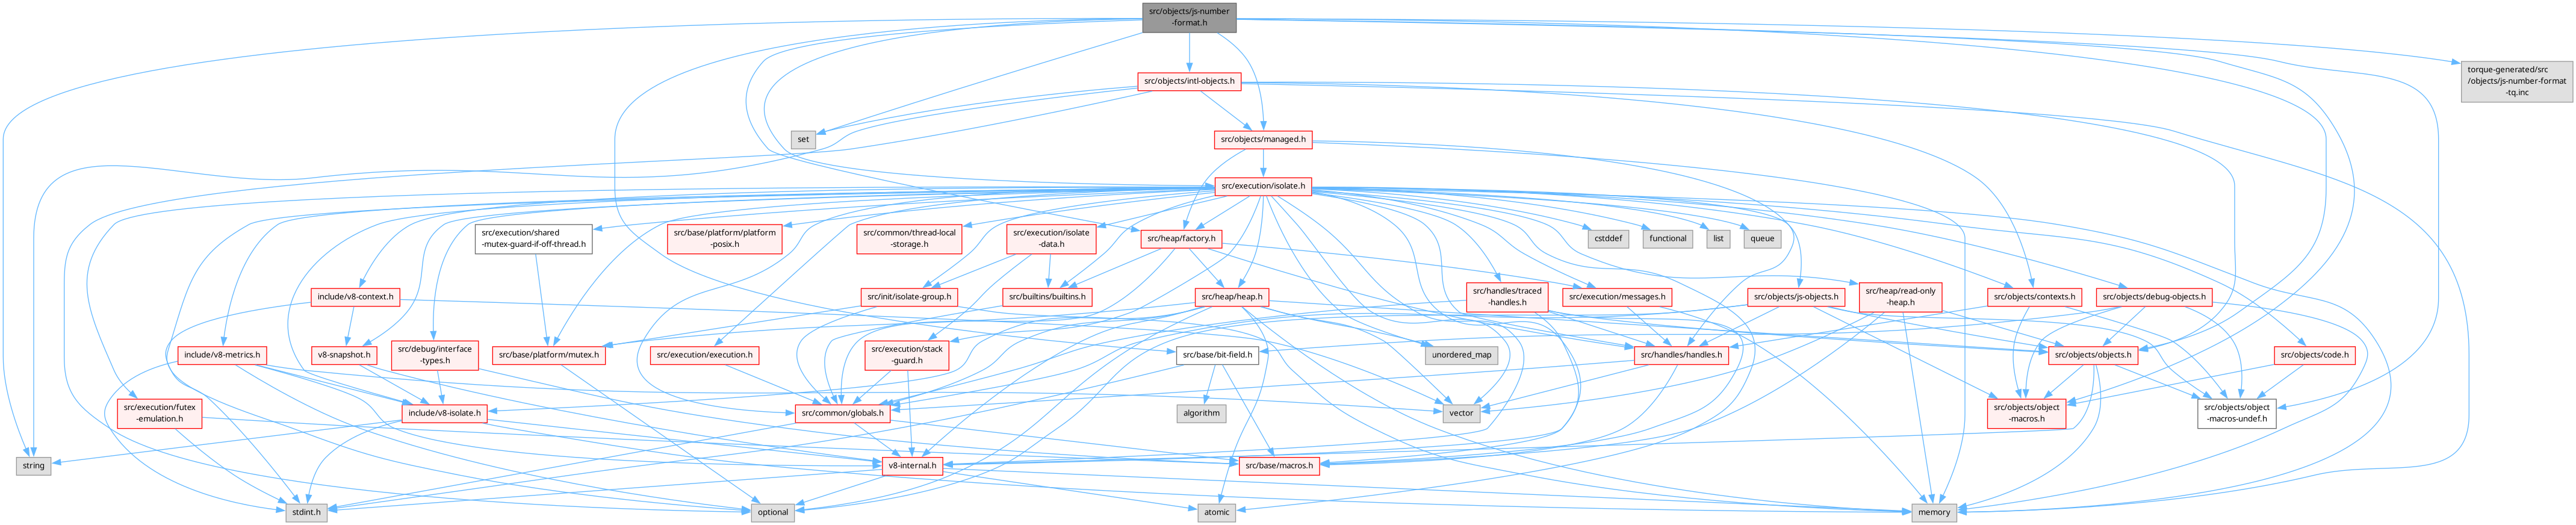 src/objects/js-number
-format.h
src/objects/intl-objects.h
torque-generated/src
/objects/js-number-format
-tq.inc
set
src/objects/managed.h
src/execution/isolate.h
src/execution/shared
-mutex-guard-if-off-thread.h
src/base/platform/platform
-posix.h
src/common/thread-local
-storage.h
src/execution/isolate
-data.h
src/heap/factory.h
cstddef
functional
list
queue
include/v8-context.h
src/init/isolate-group.h
src/builtins/builtins.h
src/heap/heap.h
src/handles/traced
-handles.h
src/execution/messages.h
src/objects/js-objects.h
src/heap/read-only
-heap.h
src/objects/contexts.h
src/objects/debug-objects.h
include/v8-metrics.h
v8-snapshot.h
src/debug/interface
-types.h
src/base/platform/mutex.h
src/execution/execution.h
src/execution/stack
-guard.h
src/base/bit-field.h
unordered_map
src/handles/handles.h
src/objects/objects.h
src/objects/code.h
src/execution/futex
-emulation.h
include/v8-isolate.h
src/common/globals.h
algorithm
vector
src/objects/object
-macros.h
src/objects/object
-macros-undef.h
string
v8-internal.h
src/base/macros.h
stdint.h
optional
atomic
memory